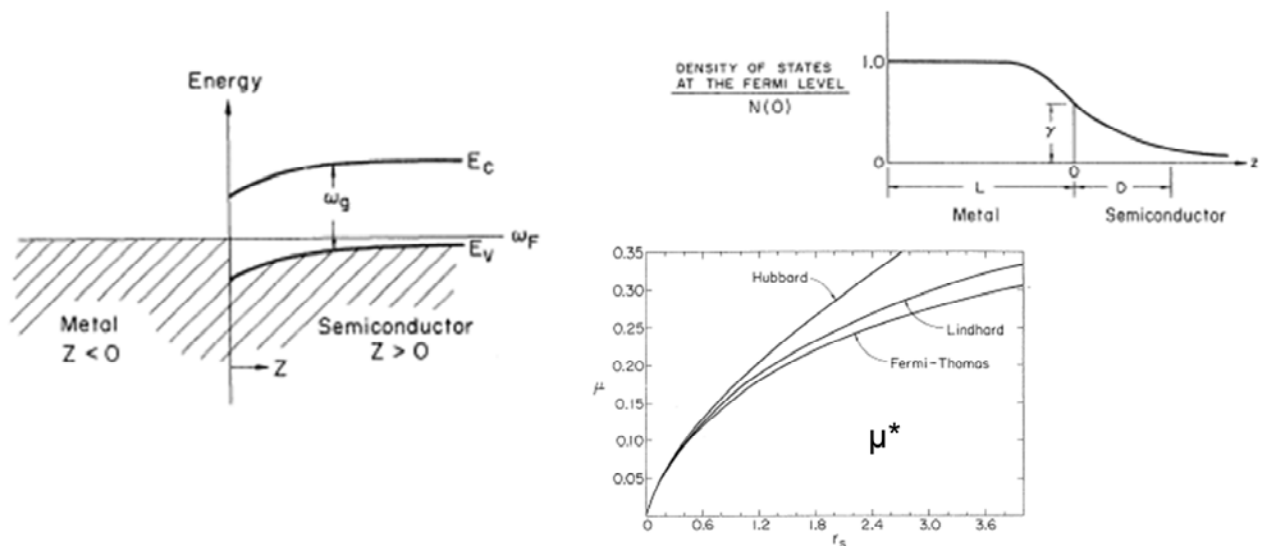 Energy
E_C
ω_g
ω_F
E_V
Metal
Z < 0
Semiconductor
Z > 0
Z
DENSITY OF STATES
AT THE FERMI LEVEL
N(O)
1.0
γ
0
0
z
L
D
Metal
Semiconductor
0.35
0.30
0.25
0.20
0.15
0.10
0.05
μ
Hubbard
Lindhard
Fermi-Thomas
μ*
0
0.6
1.2
1.8
2.4
3.0
3.6
r_s